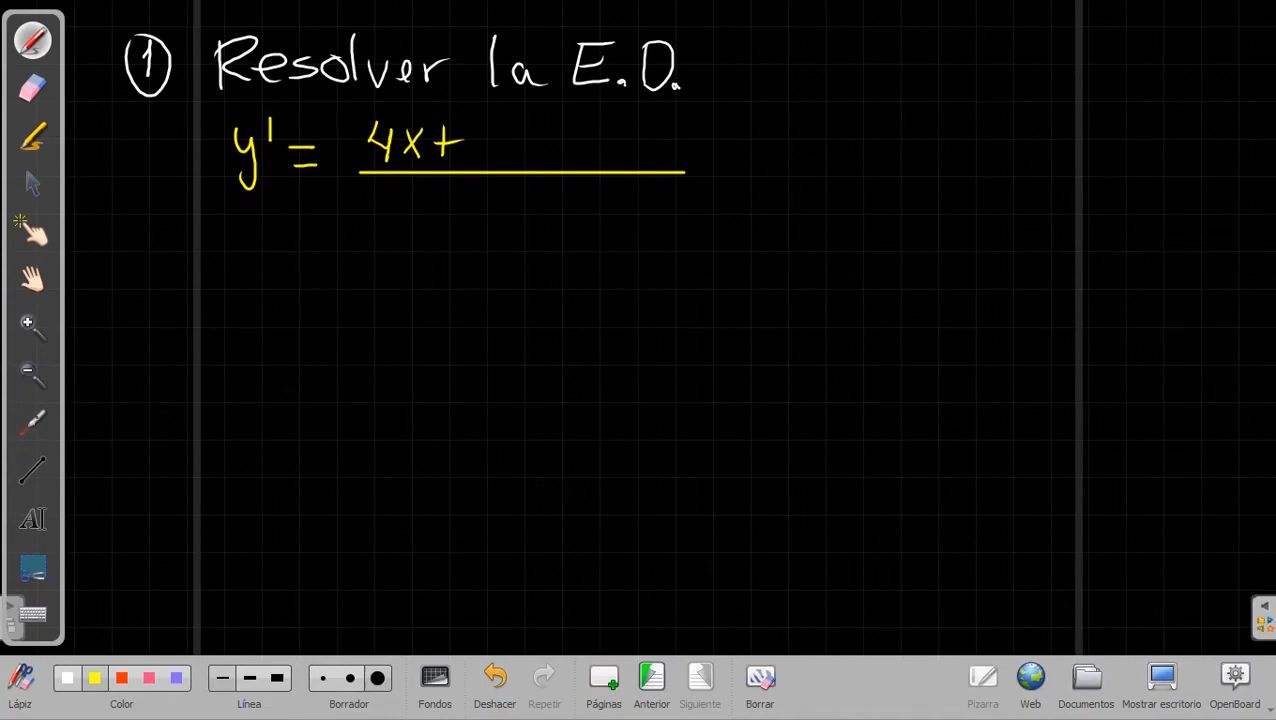 ① Resolver la E.D.
y' = 4x+
AI
Lápiz Color Línea Borrador Fondos Deshacer Repetir Páginas Anterior Siguiente Borrar Pizarra Web Documentos Mostrar escritorio OpenBoard